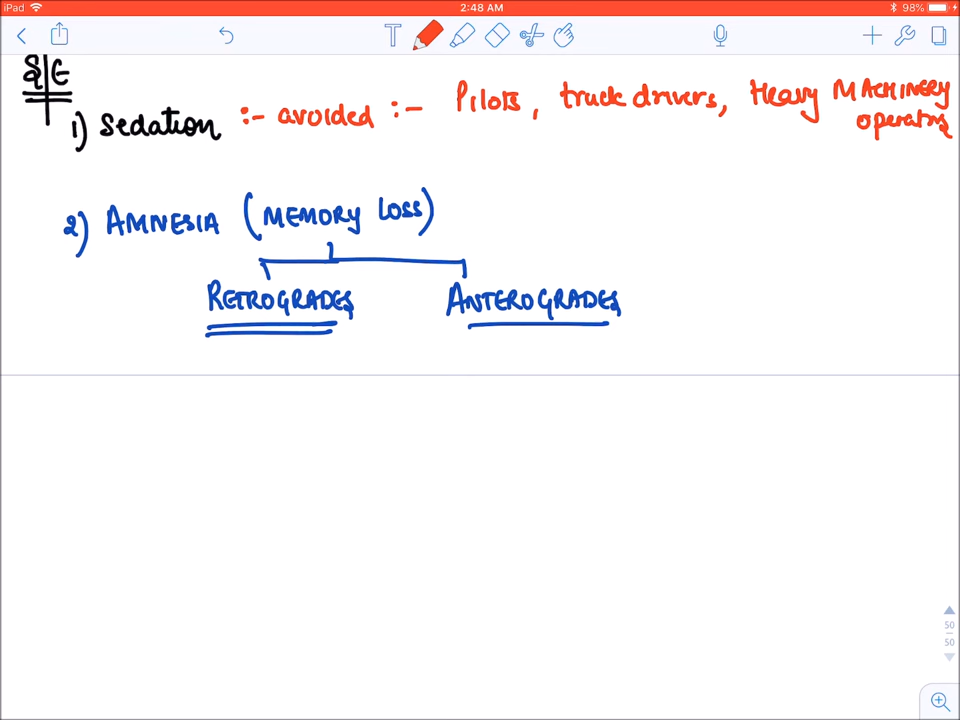 iPad 2:48 AM 98%
S/E
1) Sedation :- avoided :- Pilots, truck drivers, Heavy MACHINERY
operators
2) AMNESIA (MEMORY LOSS)
RETROGRADES ANTEROGRADES
50
50